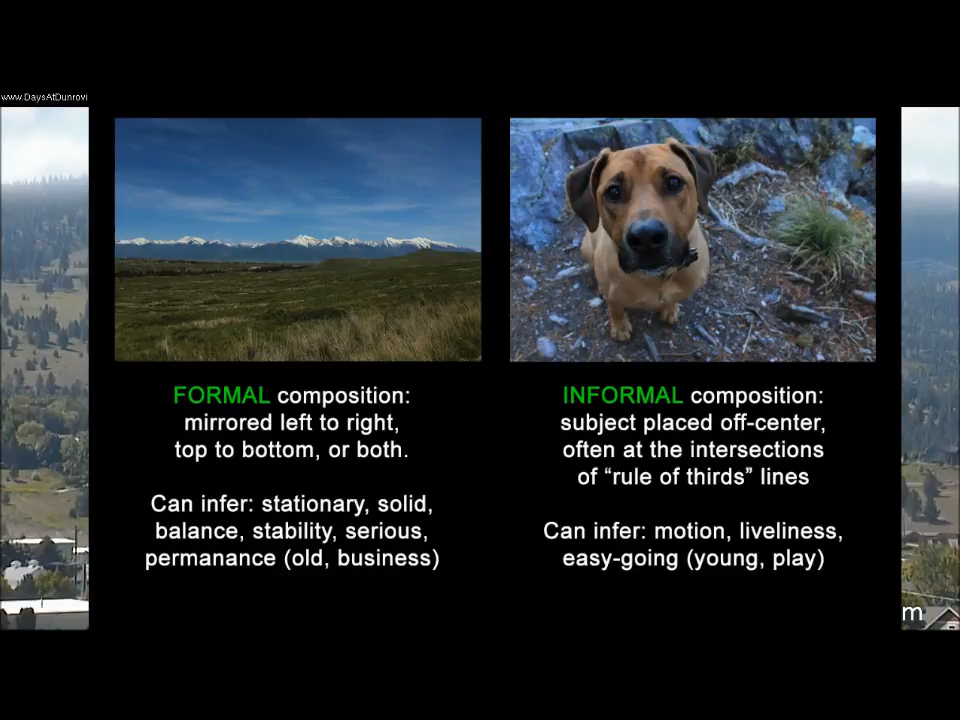 www.DaysAtDunrovi
FORMAL composition:
mirrored left to right,
top to bottom, or both.
Can infer: stationary, solid,
balance, stability, serious,
permanance (old, business)
INFORMAL composition:
subject placed off-center,
often at the intersections
of “rule of thirds” lines
Can infer: motion, liveliness,
easy-going (young, play)
m